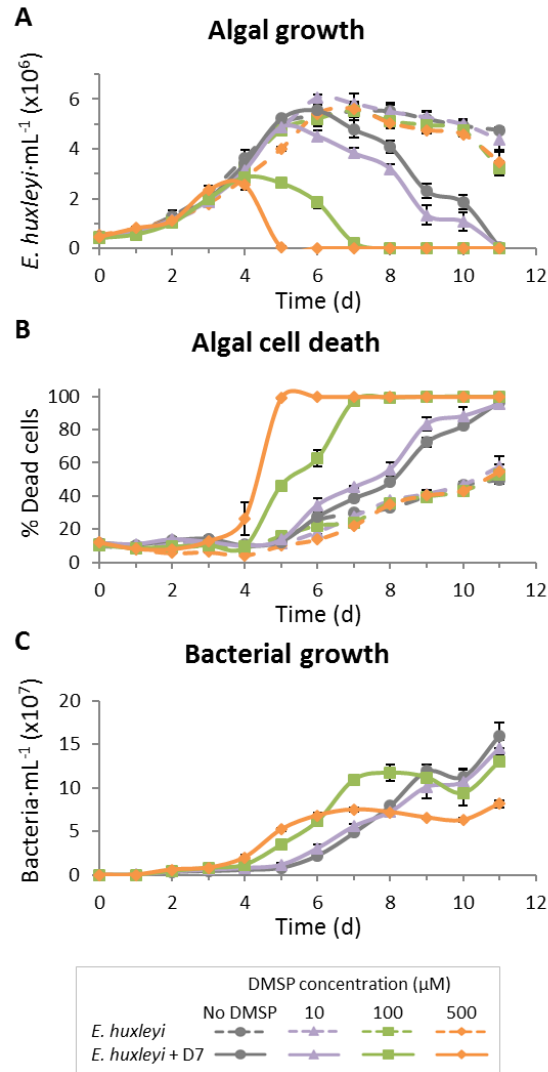 A
Algal growth
E. huxleyi·mL⁻¹ (x10⁶)
6
4
2
0
0 2 4 6 8 10 12
Time (d)
B
Algal cell death
% Dead cells
100
80
60
40
20
0
0 2 4 6 8 10 12
Time (d)
C
Bacterial growth
Bacteria·mL⁻¹ (x10⁷)
20
15
10
5
0
0 2 4 6 8 10 12
Time (d)
DMSP concentration (µM)
No DMSP 10 100 500
E. huxleyi
E. huxleyi + D7